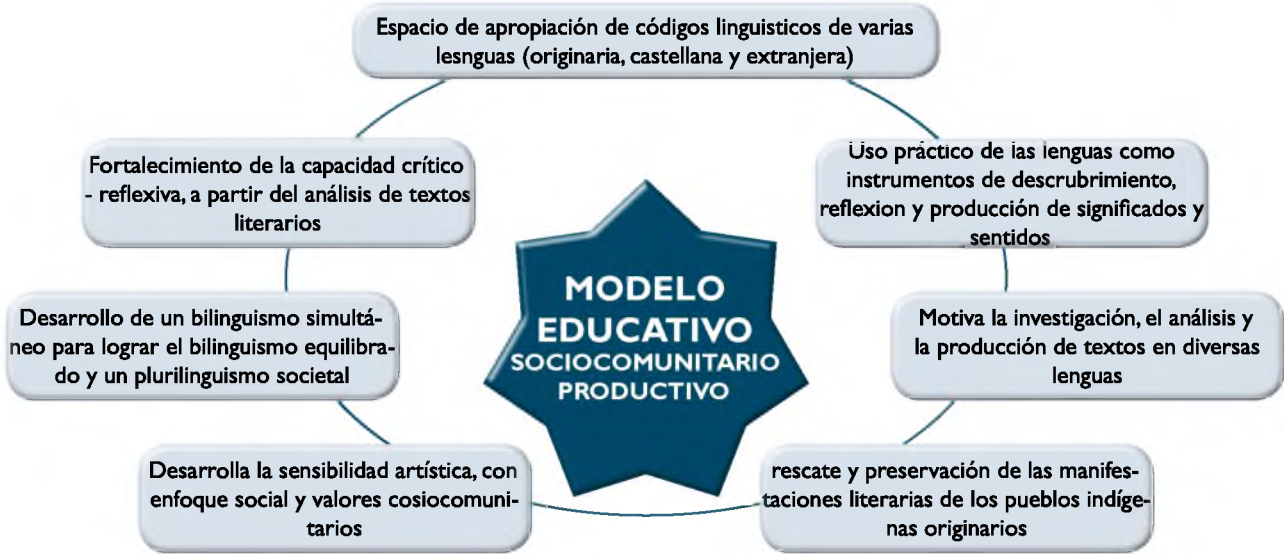 Espacio de apropiación de códigos linguisticos de varias
lesnguas (originaria, castellana y extranjera)
Uso práctico de las lenguas como
instrumentos de descrubrimiento,
reflexion y producción de significados y
sentidos
Motiva la investigación, el análisis y
la producción de textos en diversas
lenguas
rescate y preservación de las manifes-
taciones literarias de los pueblos indíge-
nas originarios
Desarrolla la sensibilidad artística, con
enfoque social y valores cosiocomuni-
tarios
Desarrollo de un bilinguismo simultá-
neo para lograr el bilinguismo equilibra-
do y un plurilinguismo societal
Fortalecimiento de la capacidad crítico
- reflexiva, a partir del análisis de textos
literarios
MODELO
EDUCATIVO
SOCIOCOMUNITARIO
PRODUCTIVO